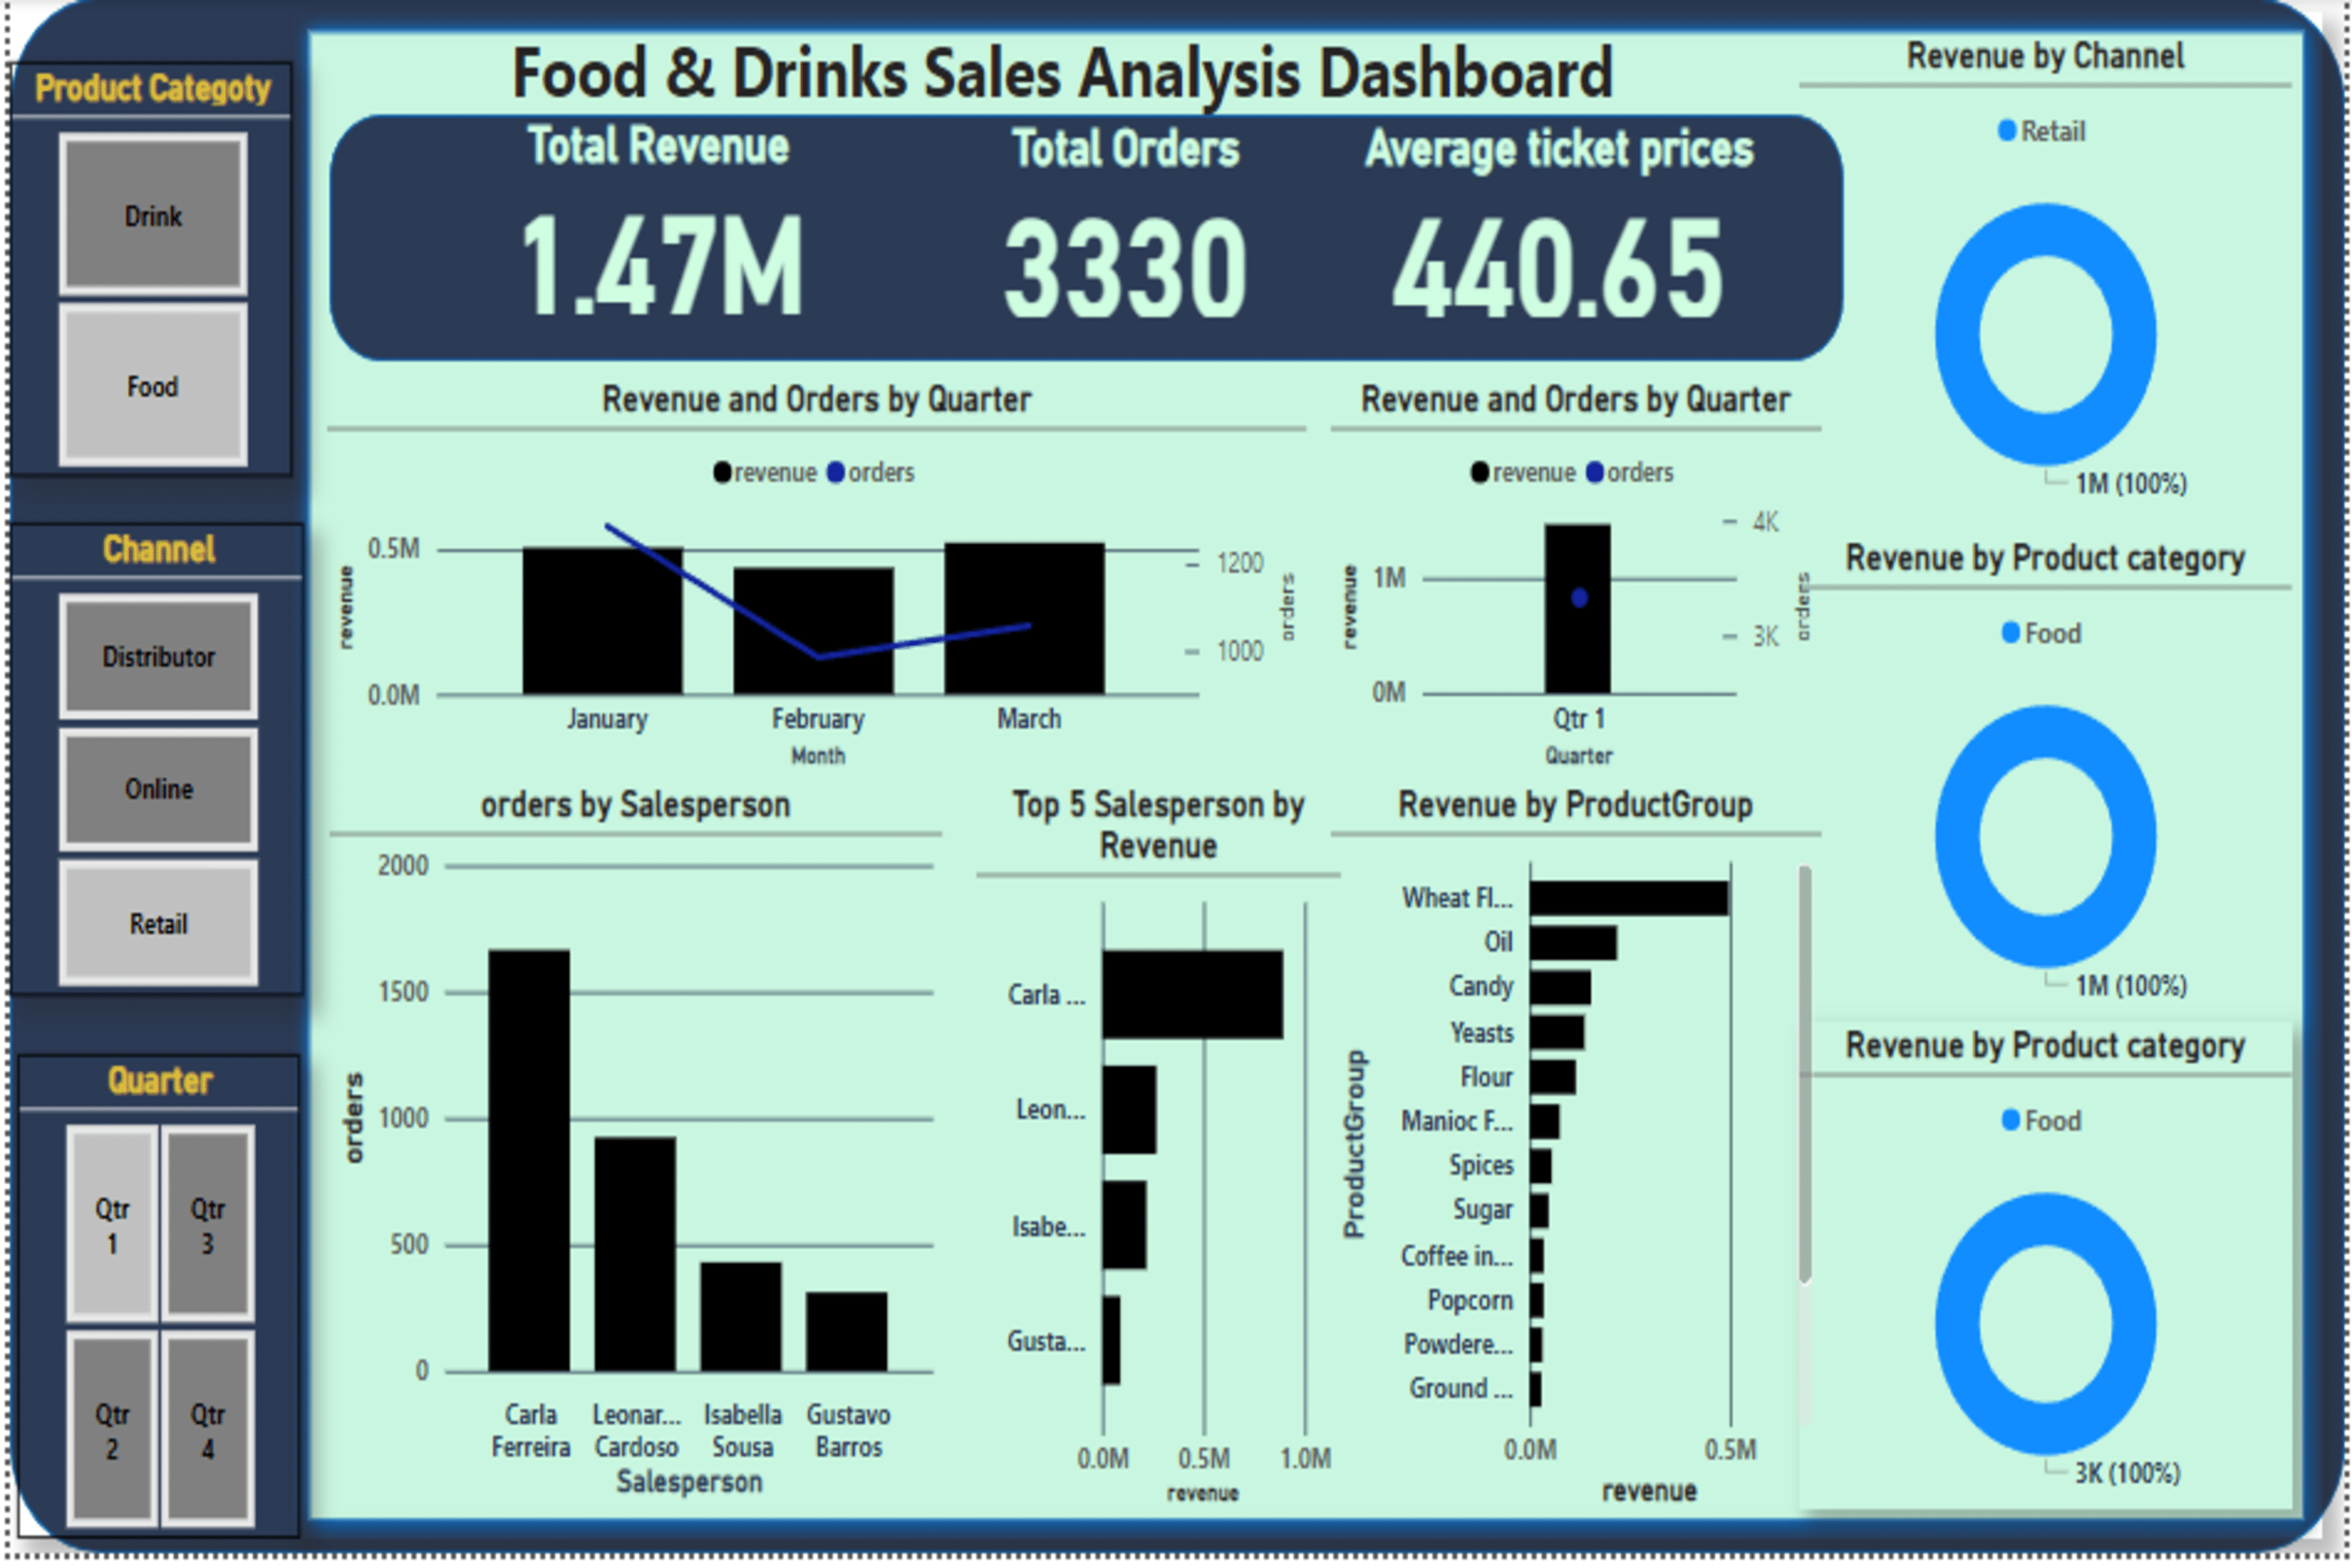 Food & Drinks Sales Analysis Dashboard
Product Categoty
Drink
Food
Channel
Distributor
Online
Retail
Quarter
Qtr
1
Qtr
3
Qtr
2
Qtr
4
Total Revenue
1.47M
Total Orders
3330
Average ticket prices
440.65
Revenue and Orders by Quarter
revenue orders
revenue
0.5M
0.0M
1200
1000
orders
January February March
Month
Revenue and Orders by Quarter
revenue orders
revenue
1M
0M
4K
3K
orders
Qtr 1
Quarter
orders by Salesperson
orders
2000
1500
1000
500
0
Carla
Ferreira
Leonar...
Cardoso
Isabella
Sousa
Gustavo
Barros
Salesperson
Top 5 Salesperson by
Revenue
Carla ...
Leon...
Isabe...
Gusta...
0.0M 0.5M 1.0M
revenue
Revenue by ProductGroup
ProductGroup
Wheat Fl...
Oil
Candy
Yeasts
Flour
Manioc F...
Spices
Sugar
Coffee in...
Popcorn
Powdere...
Ground ...
0.0M 0.5M
revenue
Revenue by Channel
Retail
1M (100%)
Revenue by Product category
Food
1M (100%)
Revenue by Product category
Food
3K (100%)